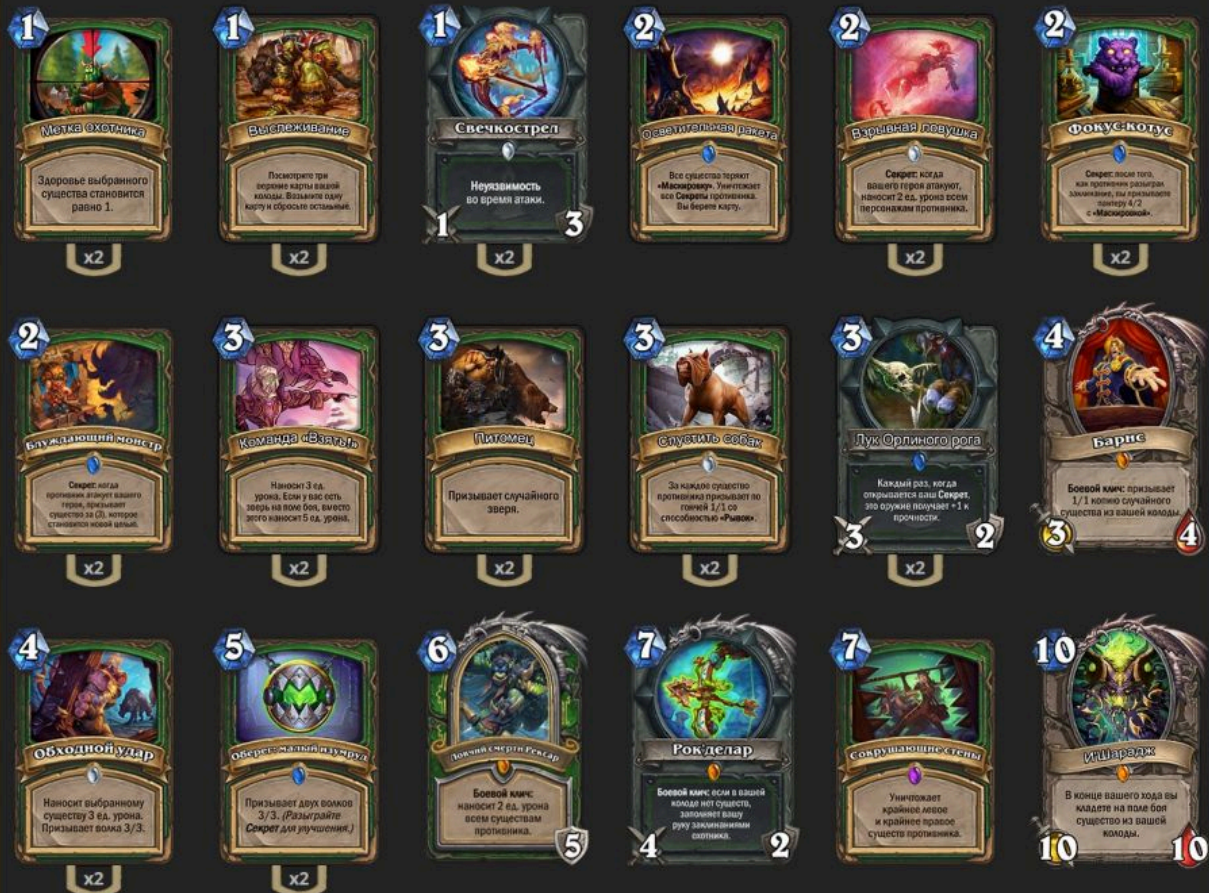 1
Метка охотника
Здоровье выбранного
существа становится
равно 1.
x2
1
Выслеживание
Посмотрите три
верхние карты вашей
колоды. Возьмите одну
карту и сбросьте остальные.
x2
1
Свечкострел
Неуязвимость
во время атаки.
1
3
x2
2
Осветительная ракета
Все существа теряют
«Маскировку». Уничтожает
все Секреты противника.
Вы берете карту.
2
Взрывная ловушка
Секрет: когда
вашего героя атакуют,
наносит 2 ед. урона всем
персонажам противника.
x2
2
Фокус-котус
Секрет: после того,
как противник разыграл
заклинание, вы призываете
пантеру 4/2
с «Маскировкой».
x2
2
Блуждающий монстр
Секрет: когда
противник атакует вашего
героя, призывает
существо за (3), которое
становится новой целью.
x2
3
Команда «Взять!»
Наносит 3 ед.
урона. Если у вас есть
зверь на поле боя, вместо
этого наносит 5 ед. урона.
x2
3
Питомец
Призывает случайного
зверя.
x2
3
Спустить собак
За каждое существо
противника призывает по
гончей 1/1 со
способностью «Рывок».
x2
3
Лук Орлиного рога
Каждый раз, когда
открывается ваш Секрет,
это оружие получает +1 к
прочности.
3
2
x2
4
Барнс
Боевой клич: призывает
1/1 копию случайного
существа из вашей колоды.
3
4
4
Обходной удар
Наносит выбранному
существу 3 ед. урона.
Призывает волка 3/3.
x2
5
Оберег: малый изумруд
Призывает двух волков
3/3. (Разыграйте
Секрет для улучшения.)
x2
6
Ловчий смерти Рексар
Боевой клич:
наносит 2 ед. урона
всем существам
противника.
5
7
Рок'делар
Боевой клич: если в вашей
колоде нет существ,
заполняет вашу
руку заклинаниями
охотника.
4
2
7
Сокрушающие стены
Уничтожает
крайнее левое
и крайнее правое
существ противника.
10
И'Шарадж
В конце вашего хода вы
кладете на поле боя
существо из вашей
колоды.
10
10